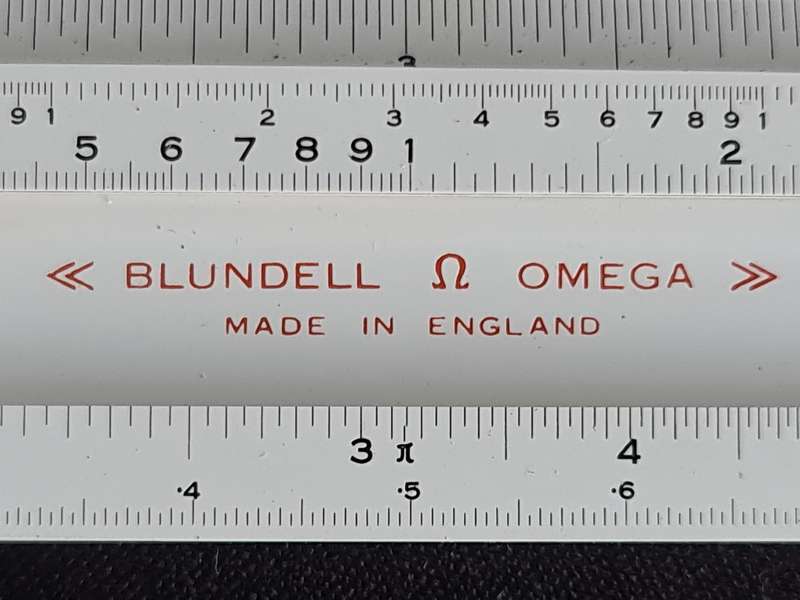 3
9 1 2 3 4 5 6 7 8 9 1
5 6 7 8 9 1 2
≪ BLUNDELL Ω OMEGA ≫
MADE IN ENGLAND
3 π 4
·4 ·5 ·6